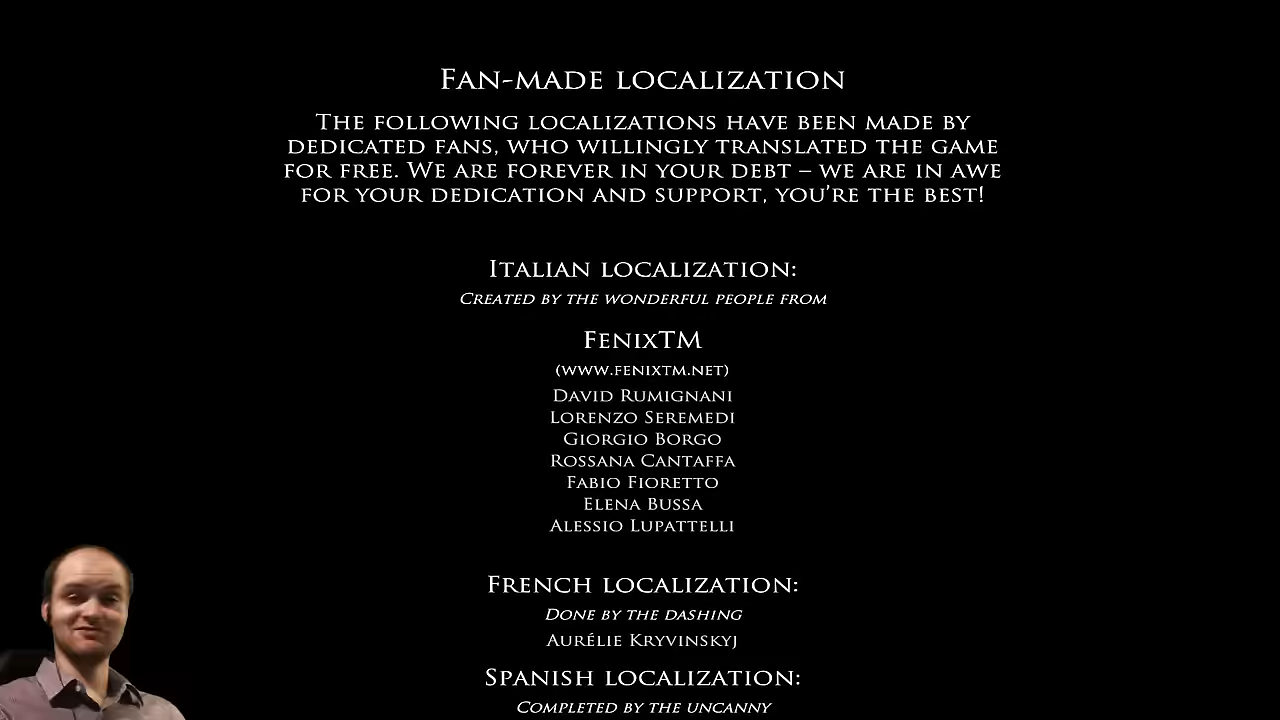 Fan-made localization
The following localizations have been made by
dedicated fans, who willingly translated the game
for free. We are forever in your debt – we are in awe
for your dedication and support, you're the best!
Italian localization:
Created by the wonderful people from
FenixTM
(www.fenixtm.net)
David Rumignani
Lorenzo Seremedi
Giorgio Borgo
Rossana Cantaffa
Fabio Fioretto
Elena Bussa
Alessio Lupattelli
French localization:
Done by the dashing
Aurélie Kryvinskyj
Spanish localization:
Completed by the uncanny